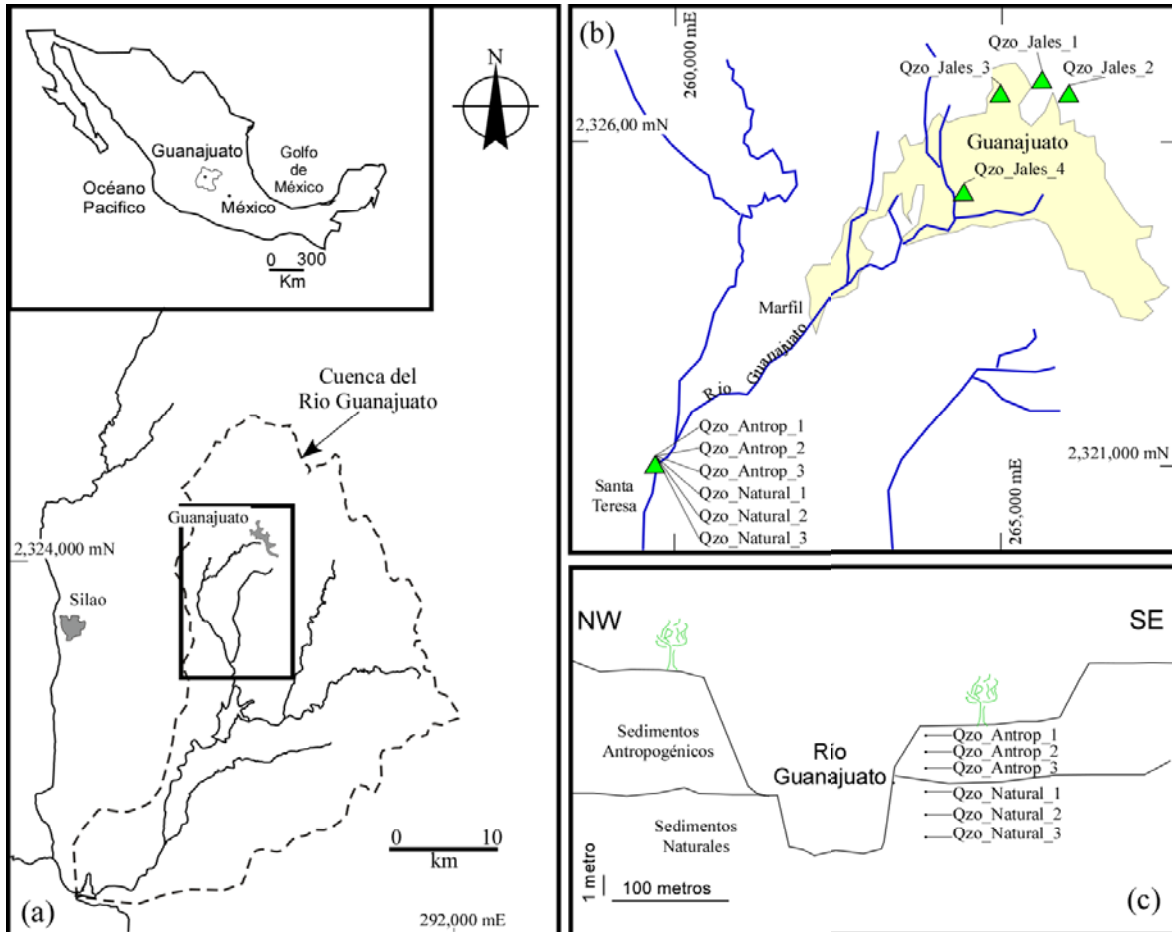 Guanajuato
Golfo
de
México
Océano
Pacifico
México
0 300
Km
N
Cuenca del
Rio Guanajuato
Guanajuato
2,324,000 mN
Silao
0 10
km
292,000 mE
(a)
(b)
260,000 mE
Qzo_Jales_1
Qzo_Jales_3
Qzo_Jales_2
2,326,00 mN
Guanajuato
Qzo_Jales_4
Marfil
Río Guanajuato
Qzo_Antrop_1
Qzo_Antrop_2
Qzo_Antrop_3
Qzo_Natural_1
Qzo_Natural_2
Qzo_Natural_3
Santa
Teresa
2,321,000 mN
265,000 mE
NW
SE
Sedimentos
Antropogénicos
Río
Guanajuato
Qzo_Antrop_1
Qzo_Antrop_2
Qzo_Antrop_3
Qzo_Natural_1
Qzo_Natural_2
Qzo_Natural_3
Sedimentos
Naturales
1 metro
100 metros
(c)